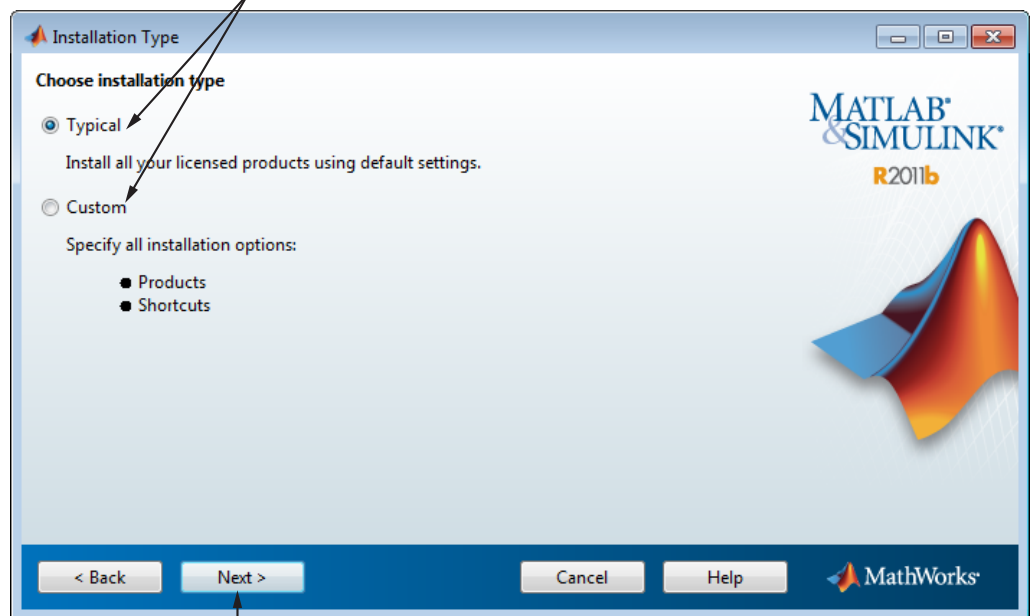 Installation Type
Choose installation type
Typical
Install all your licensed products using default settings.
Custom
Specify all installation options:
● Products
● Shortcuts
MATLAB®
&SIMULINK®
R2011b
< Back
Next >
Cancel
Help
MathWorks®